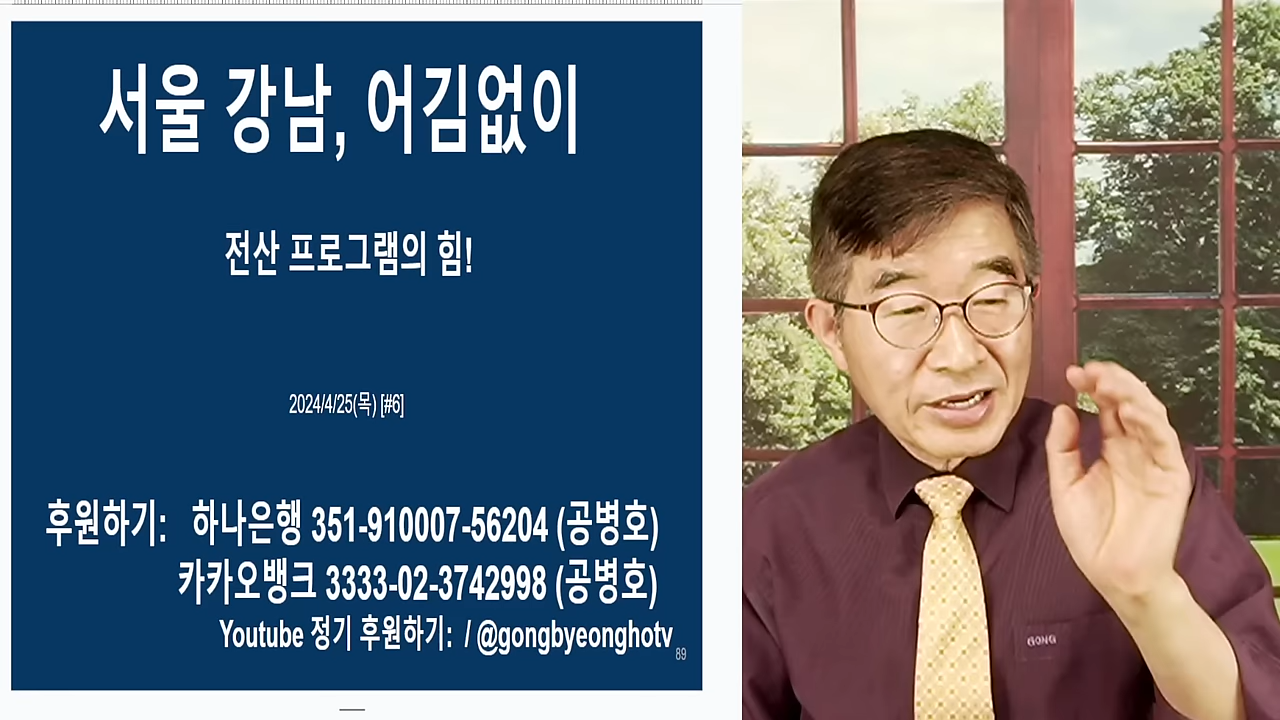 서울 강남, 어김없이
전산 프로그램의 힘!
2024/4/25(목) [#6]
후원하기: 하나은행 351-910007-56204 (공병호)
카카오뱅크 3333-02-3742998 (공병호)
Youtube 정기 후원하기: / @gongbyeonghotv
89
GONG